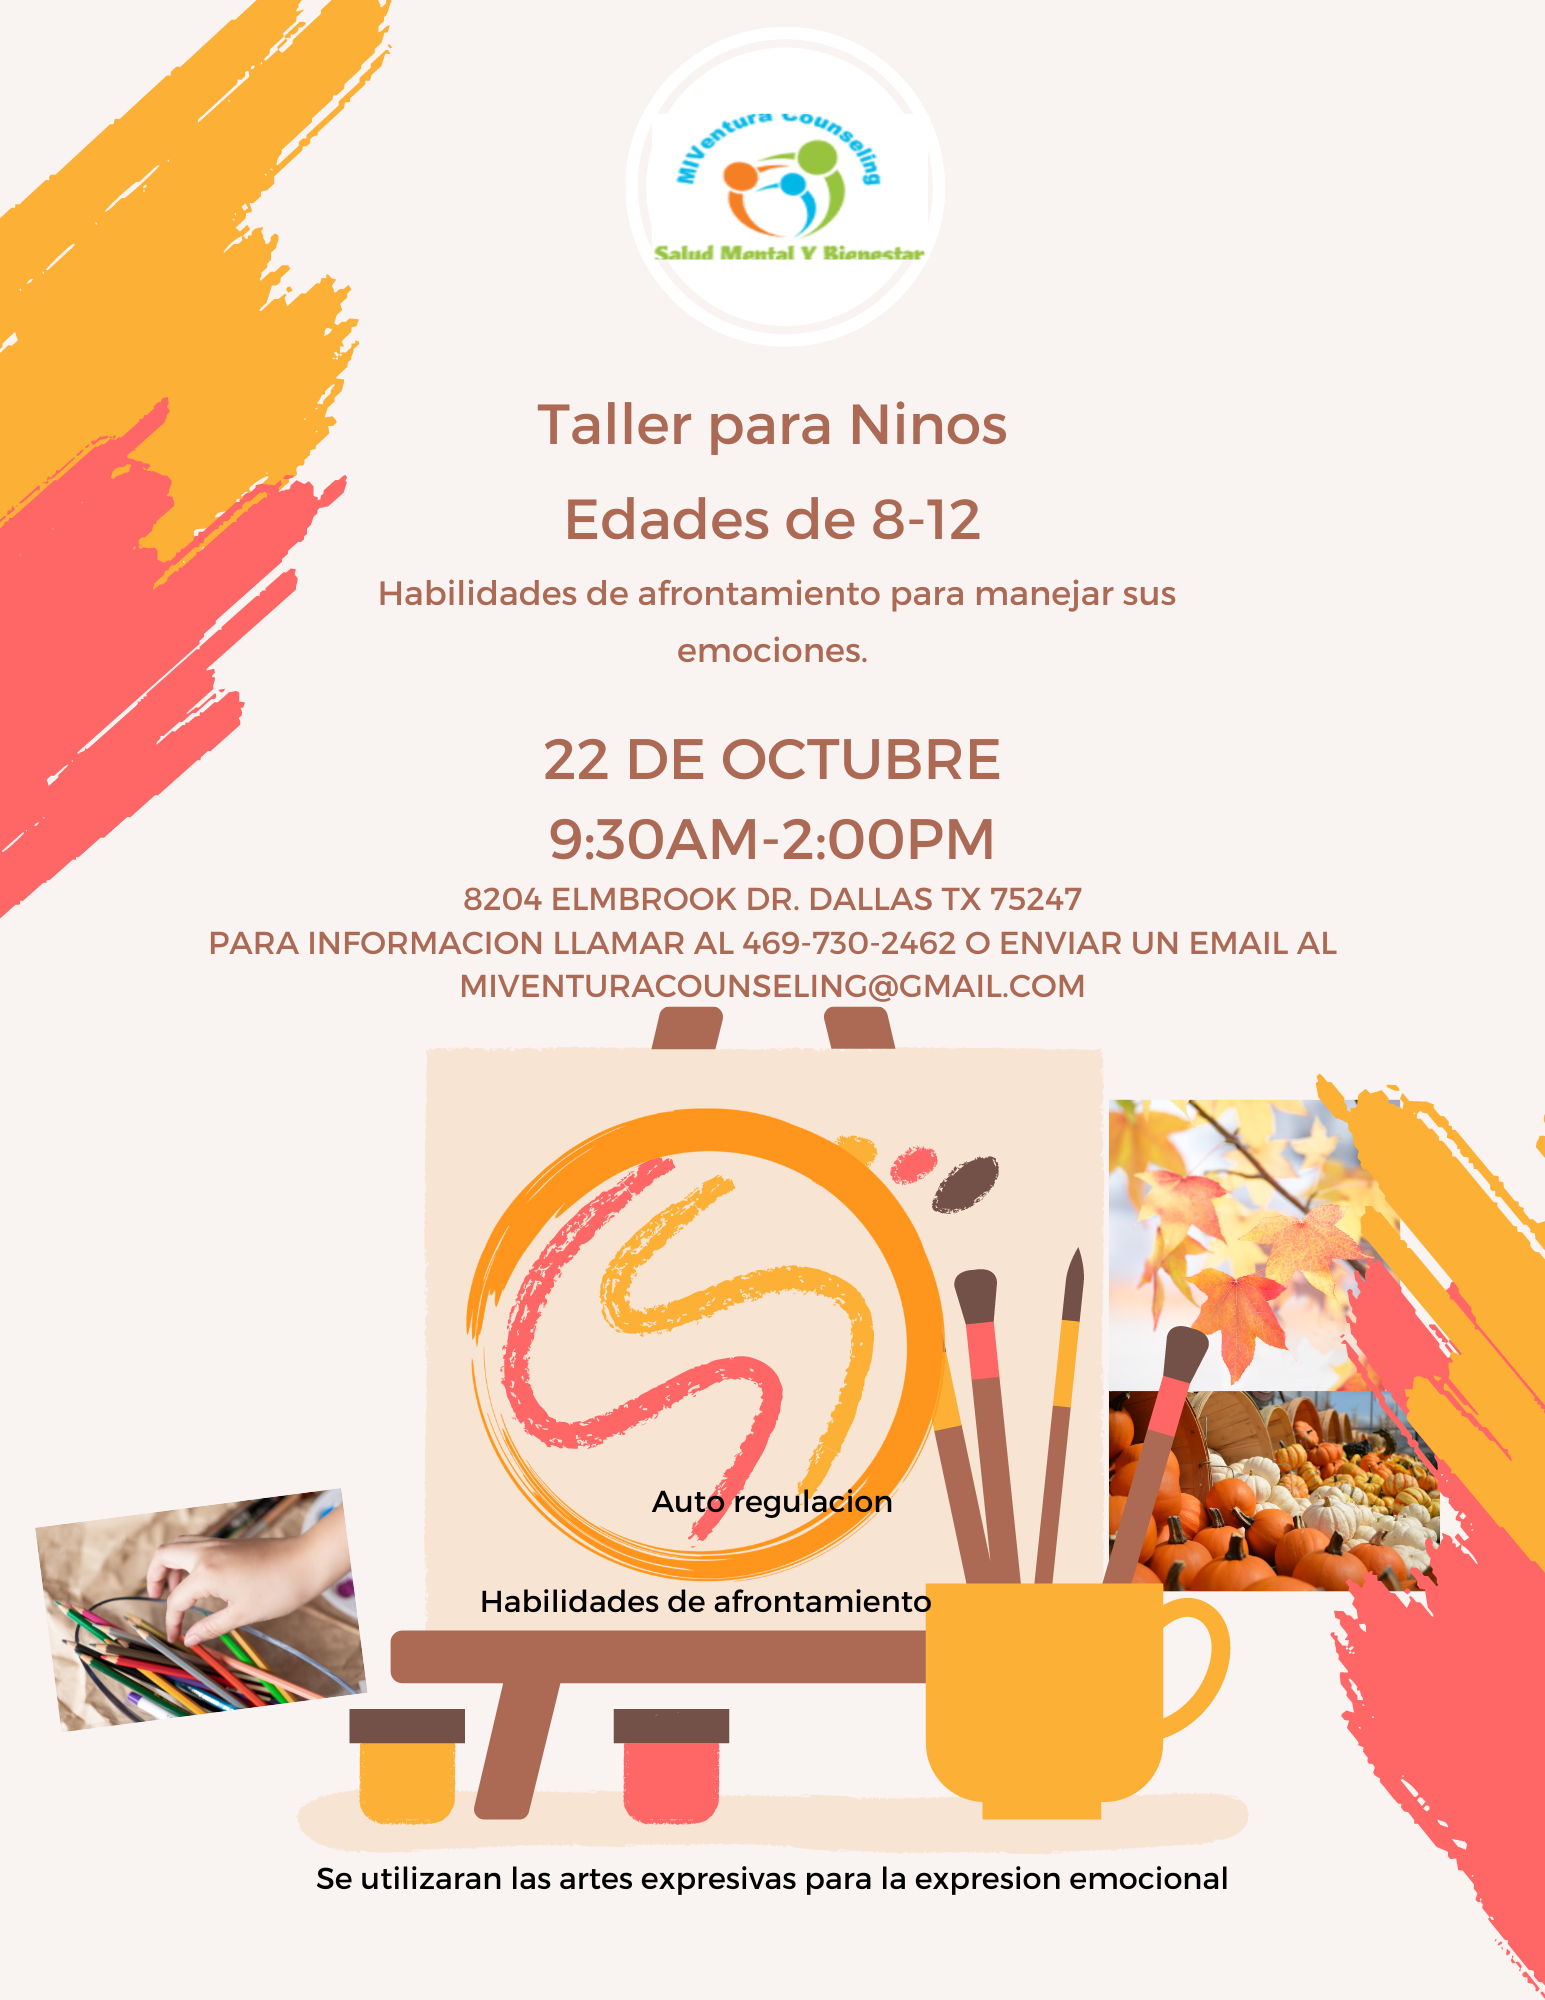 MIVentura Counseling
Salud Mental Y Bienestar
Taller para Ninos
Edades de 8-12
Habilidades de afrontamiento para manejar sus
emociones.
22 DE OCTUBRE
9:30AM-2:00PM
8204 ELMBROOK DR. DALLAS TX 75247
PARA INFORMACION LLAMAR AL 469-730-2462 O ENVIAR UN EMAIL AL
MIVENTURACOUNSELING@GMAIL.COM
Auto regulacion
Habilidades de afrontamiento
Se utilizaran las artes expresivas para la expresion emocional